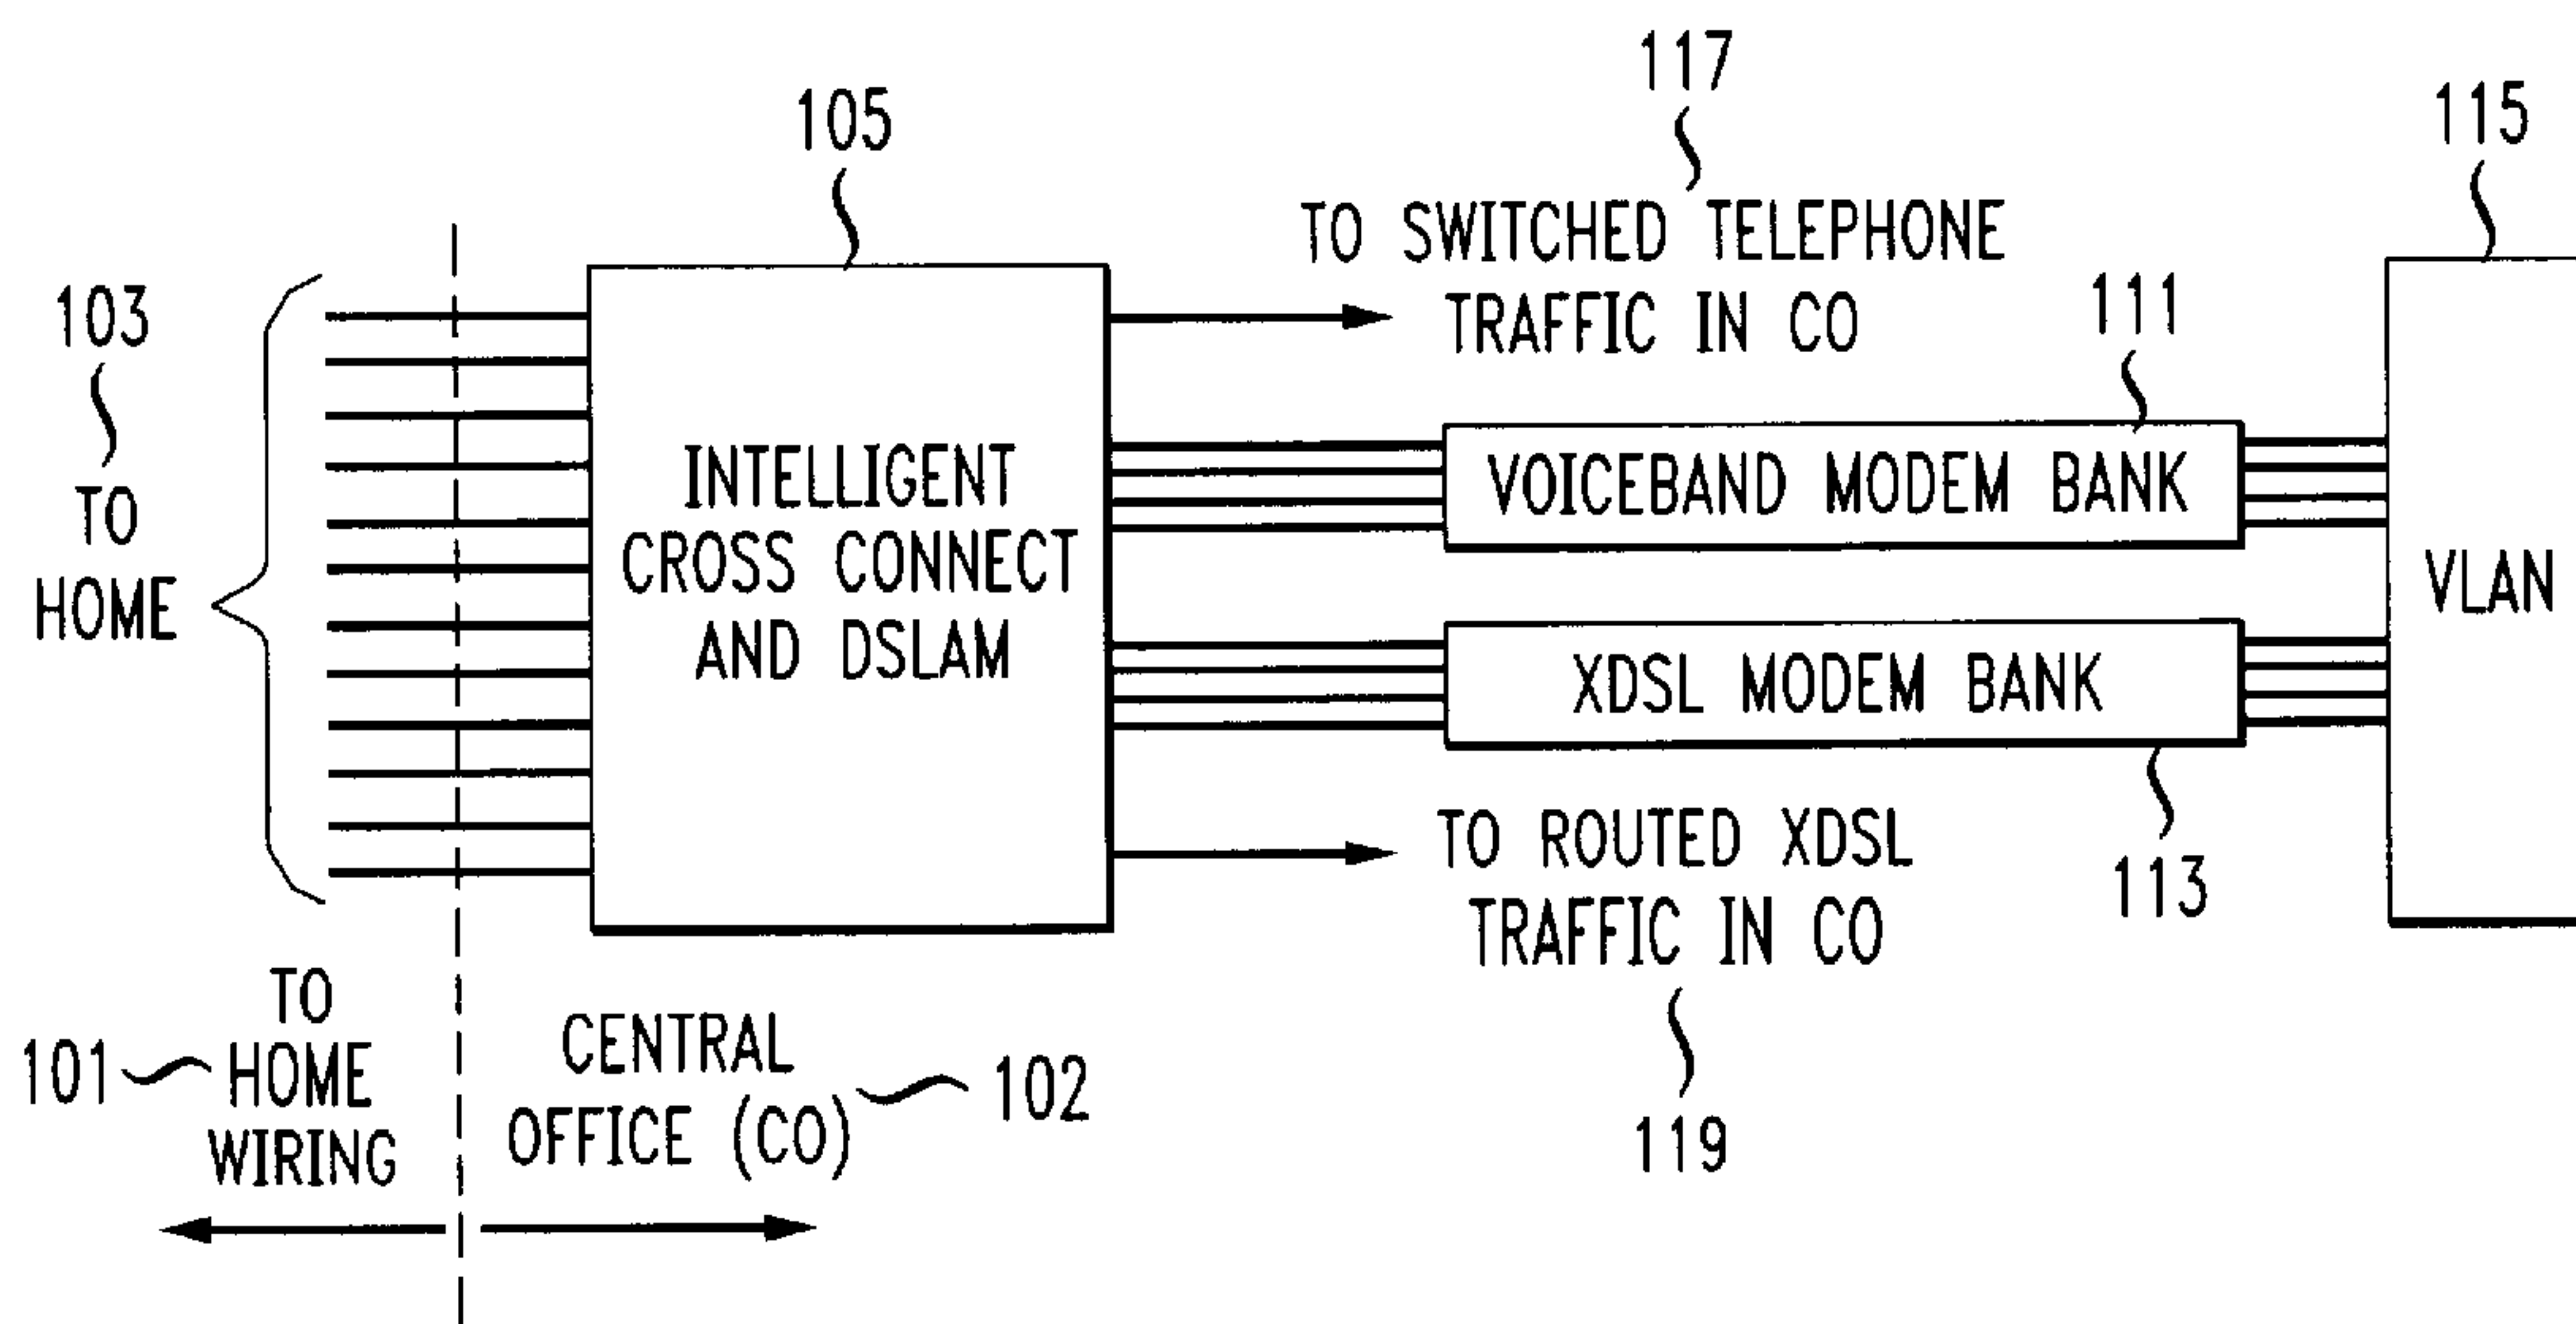 117
105
115
TO SWITCHED TELEPHONE
TRAFFIC IN CO
103
TO
HOME
111
INTELLIGENT
CROSS CONNECT
AND DSLAM
VOICEBAND MODEM BANK
VLAN
XDSL MODEM BANK
113
TO ROUTED XDSL
TRAFFIC IN CO
119
101
TO
HOME
WIRING
CENTRAL
OFFICE (CO)
102